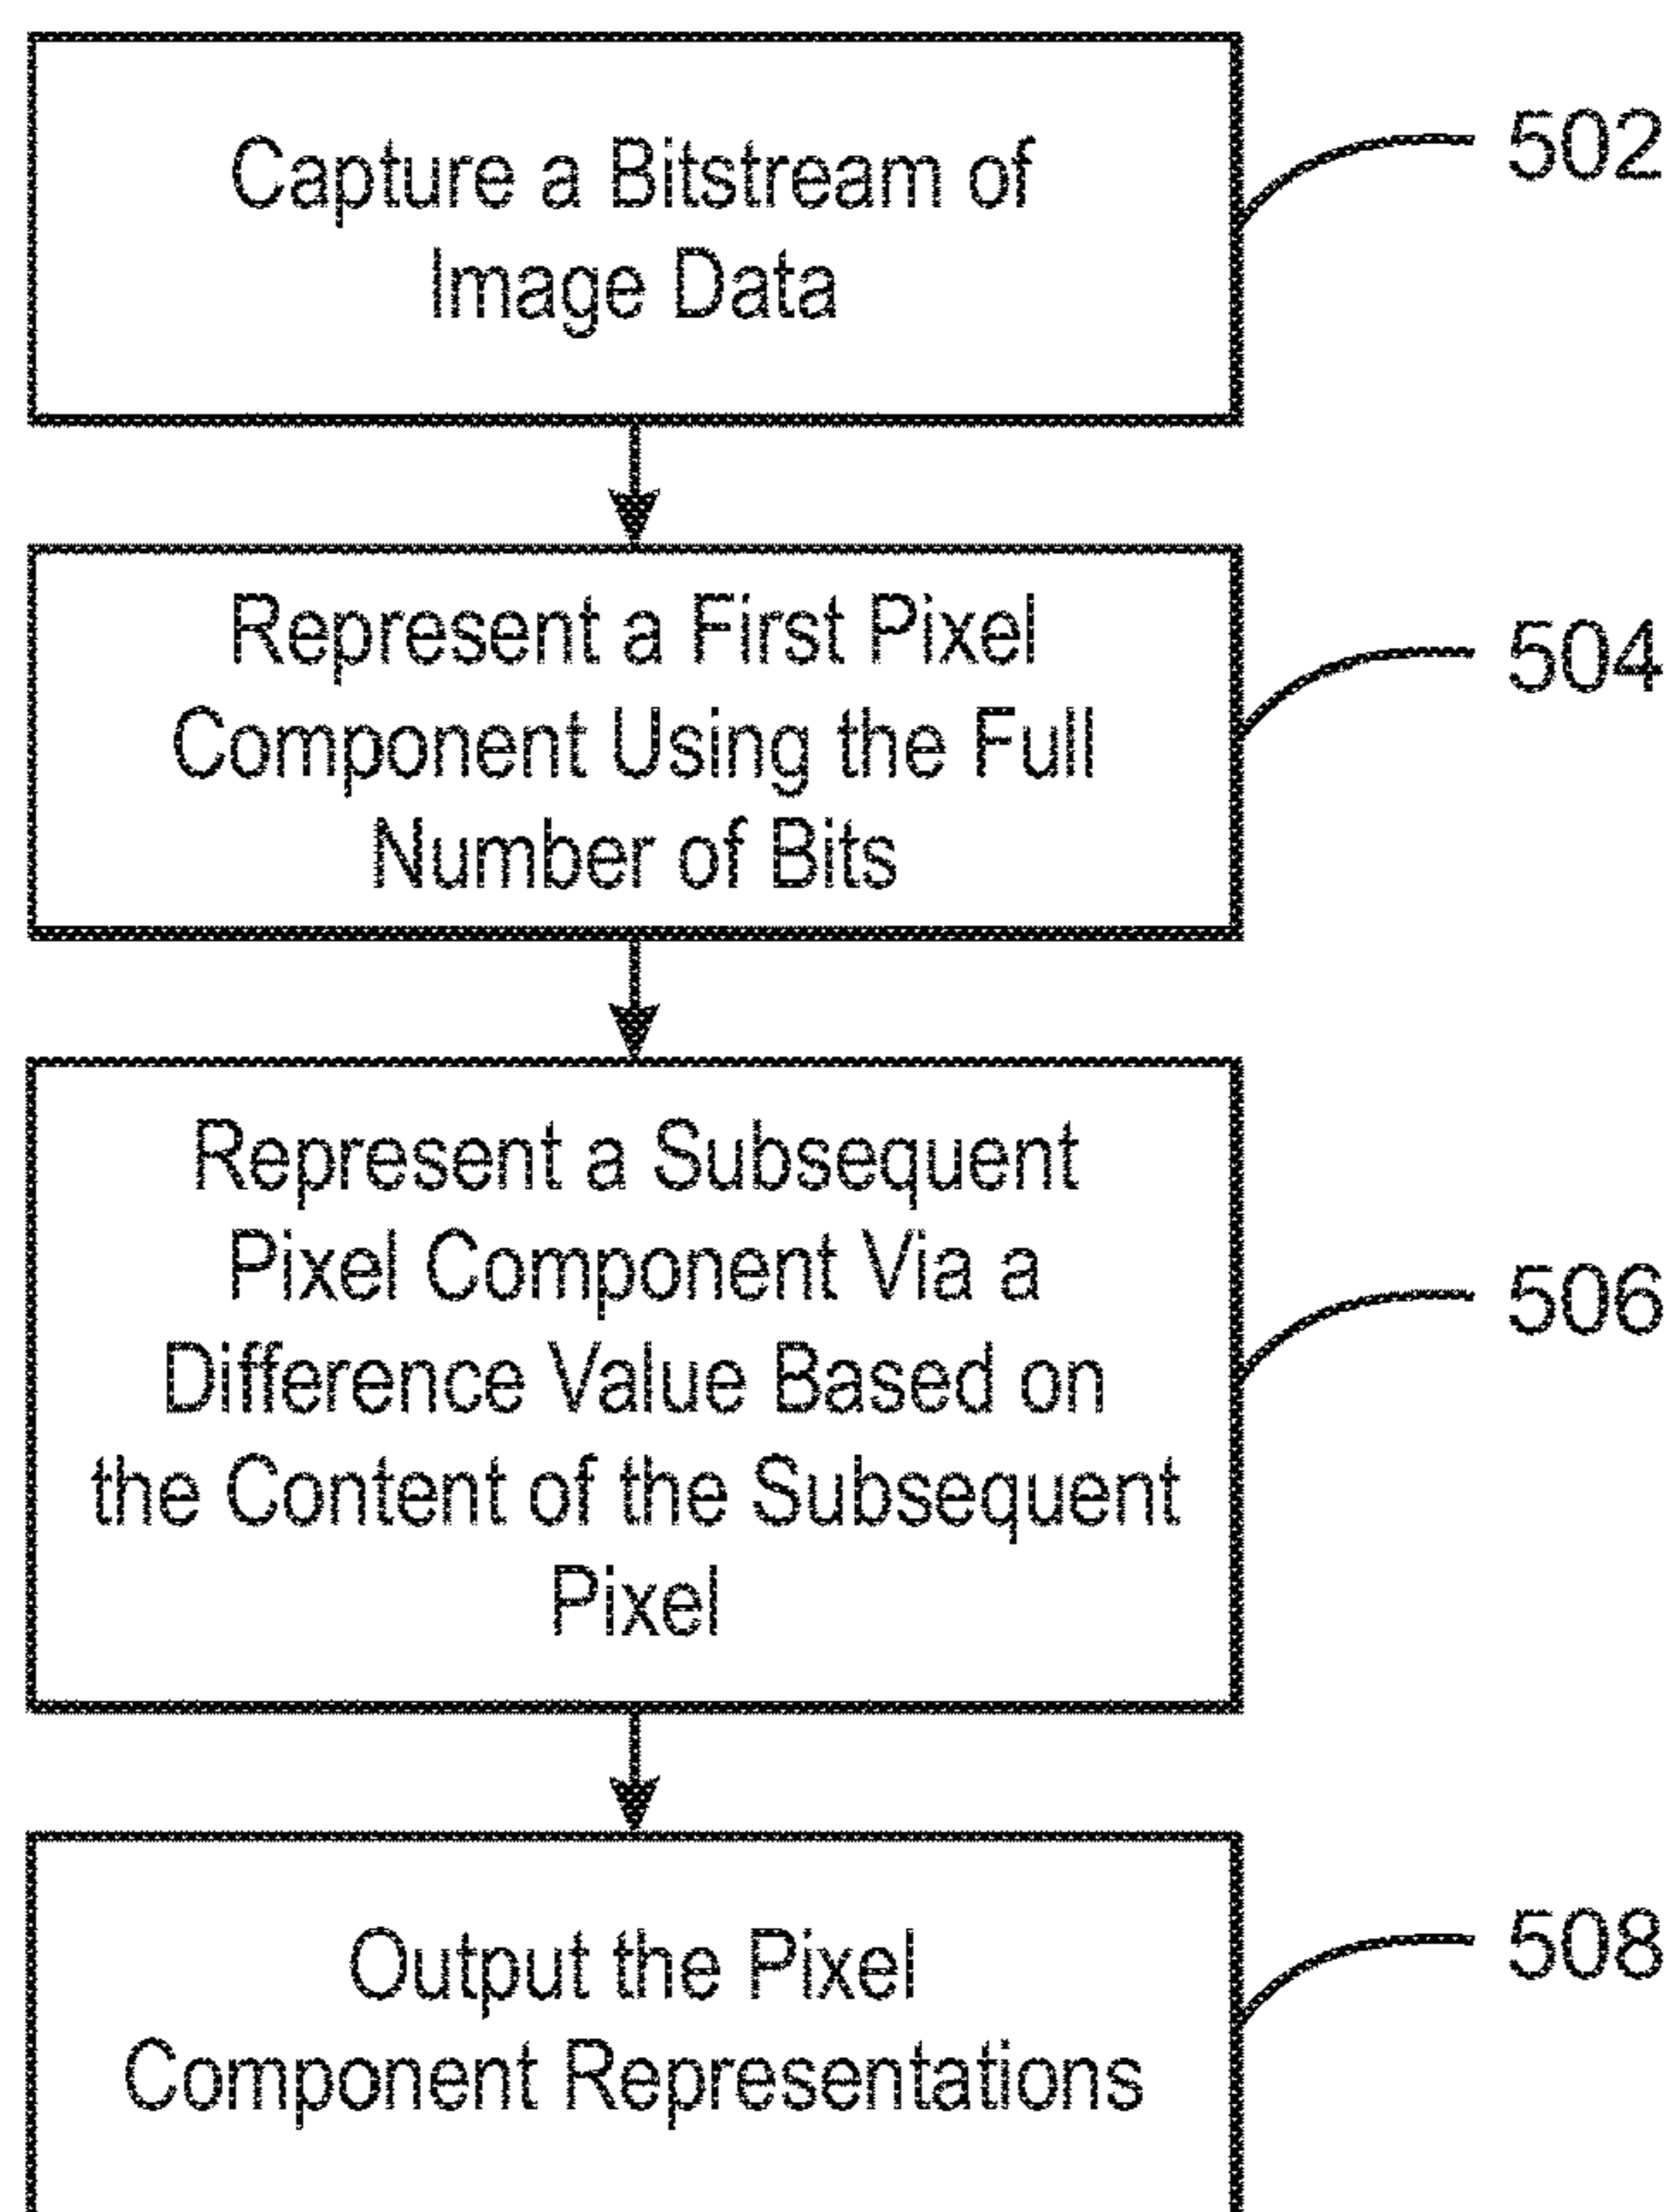 Capture a Bitstream of
Image Data
502
Represent a First Pixel
Component Using the Full
Number of Bits
504
Represent a Subsequent
Pixel Component Via a
Difference Value Based on
the Content of the Subsequent
Pixel
506
Output the Pixel
Component Representations
508